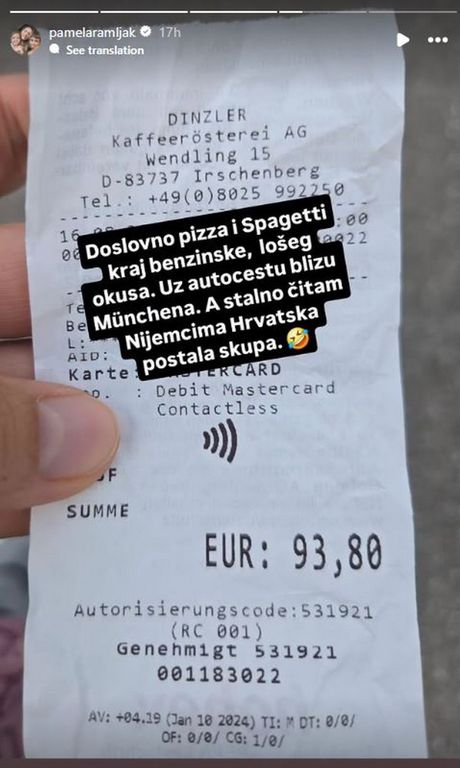 pamelaramljak 17h
See translation
DINZLER
Kaffeerösterei AG
Wendling 15
D-83737 Irschenberg
Tel.: +49(0)8025 992250
Doslovno pizza i Spagetti
kraj benzinske, lošeg
okusa. Uz autocestu blizu
Münchena. A stalno čitam
Nijemcima Hrvatska
postala skupa. 🤣
:00
0022
AID:
Karte: MASTERCARD
: Debit Mastercard
Contactless
SUMME
EUR: 93,80
Autorisierungscode:531921
(RC 001)
Genehmigt 531921
001183022
AV: +04.19 (Jan 10 2024) TI: M DT: 0/0/
OF: 0/0/ CG: 1/0/